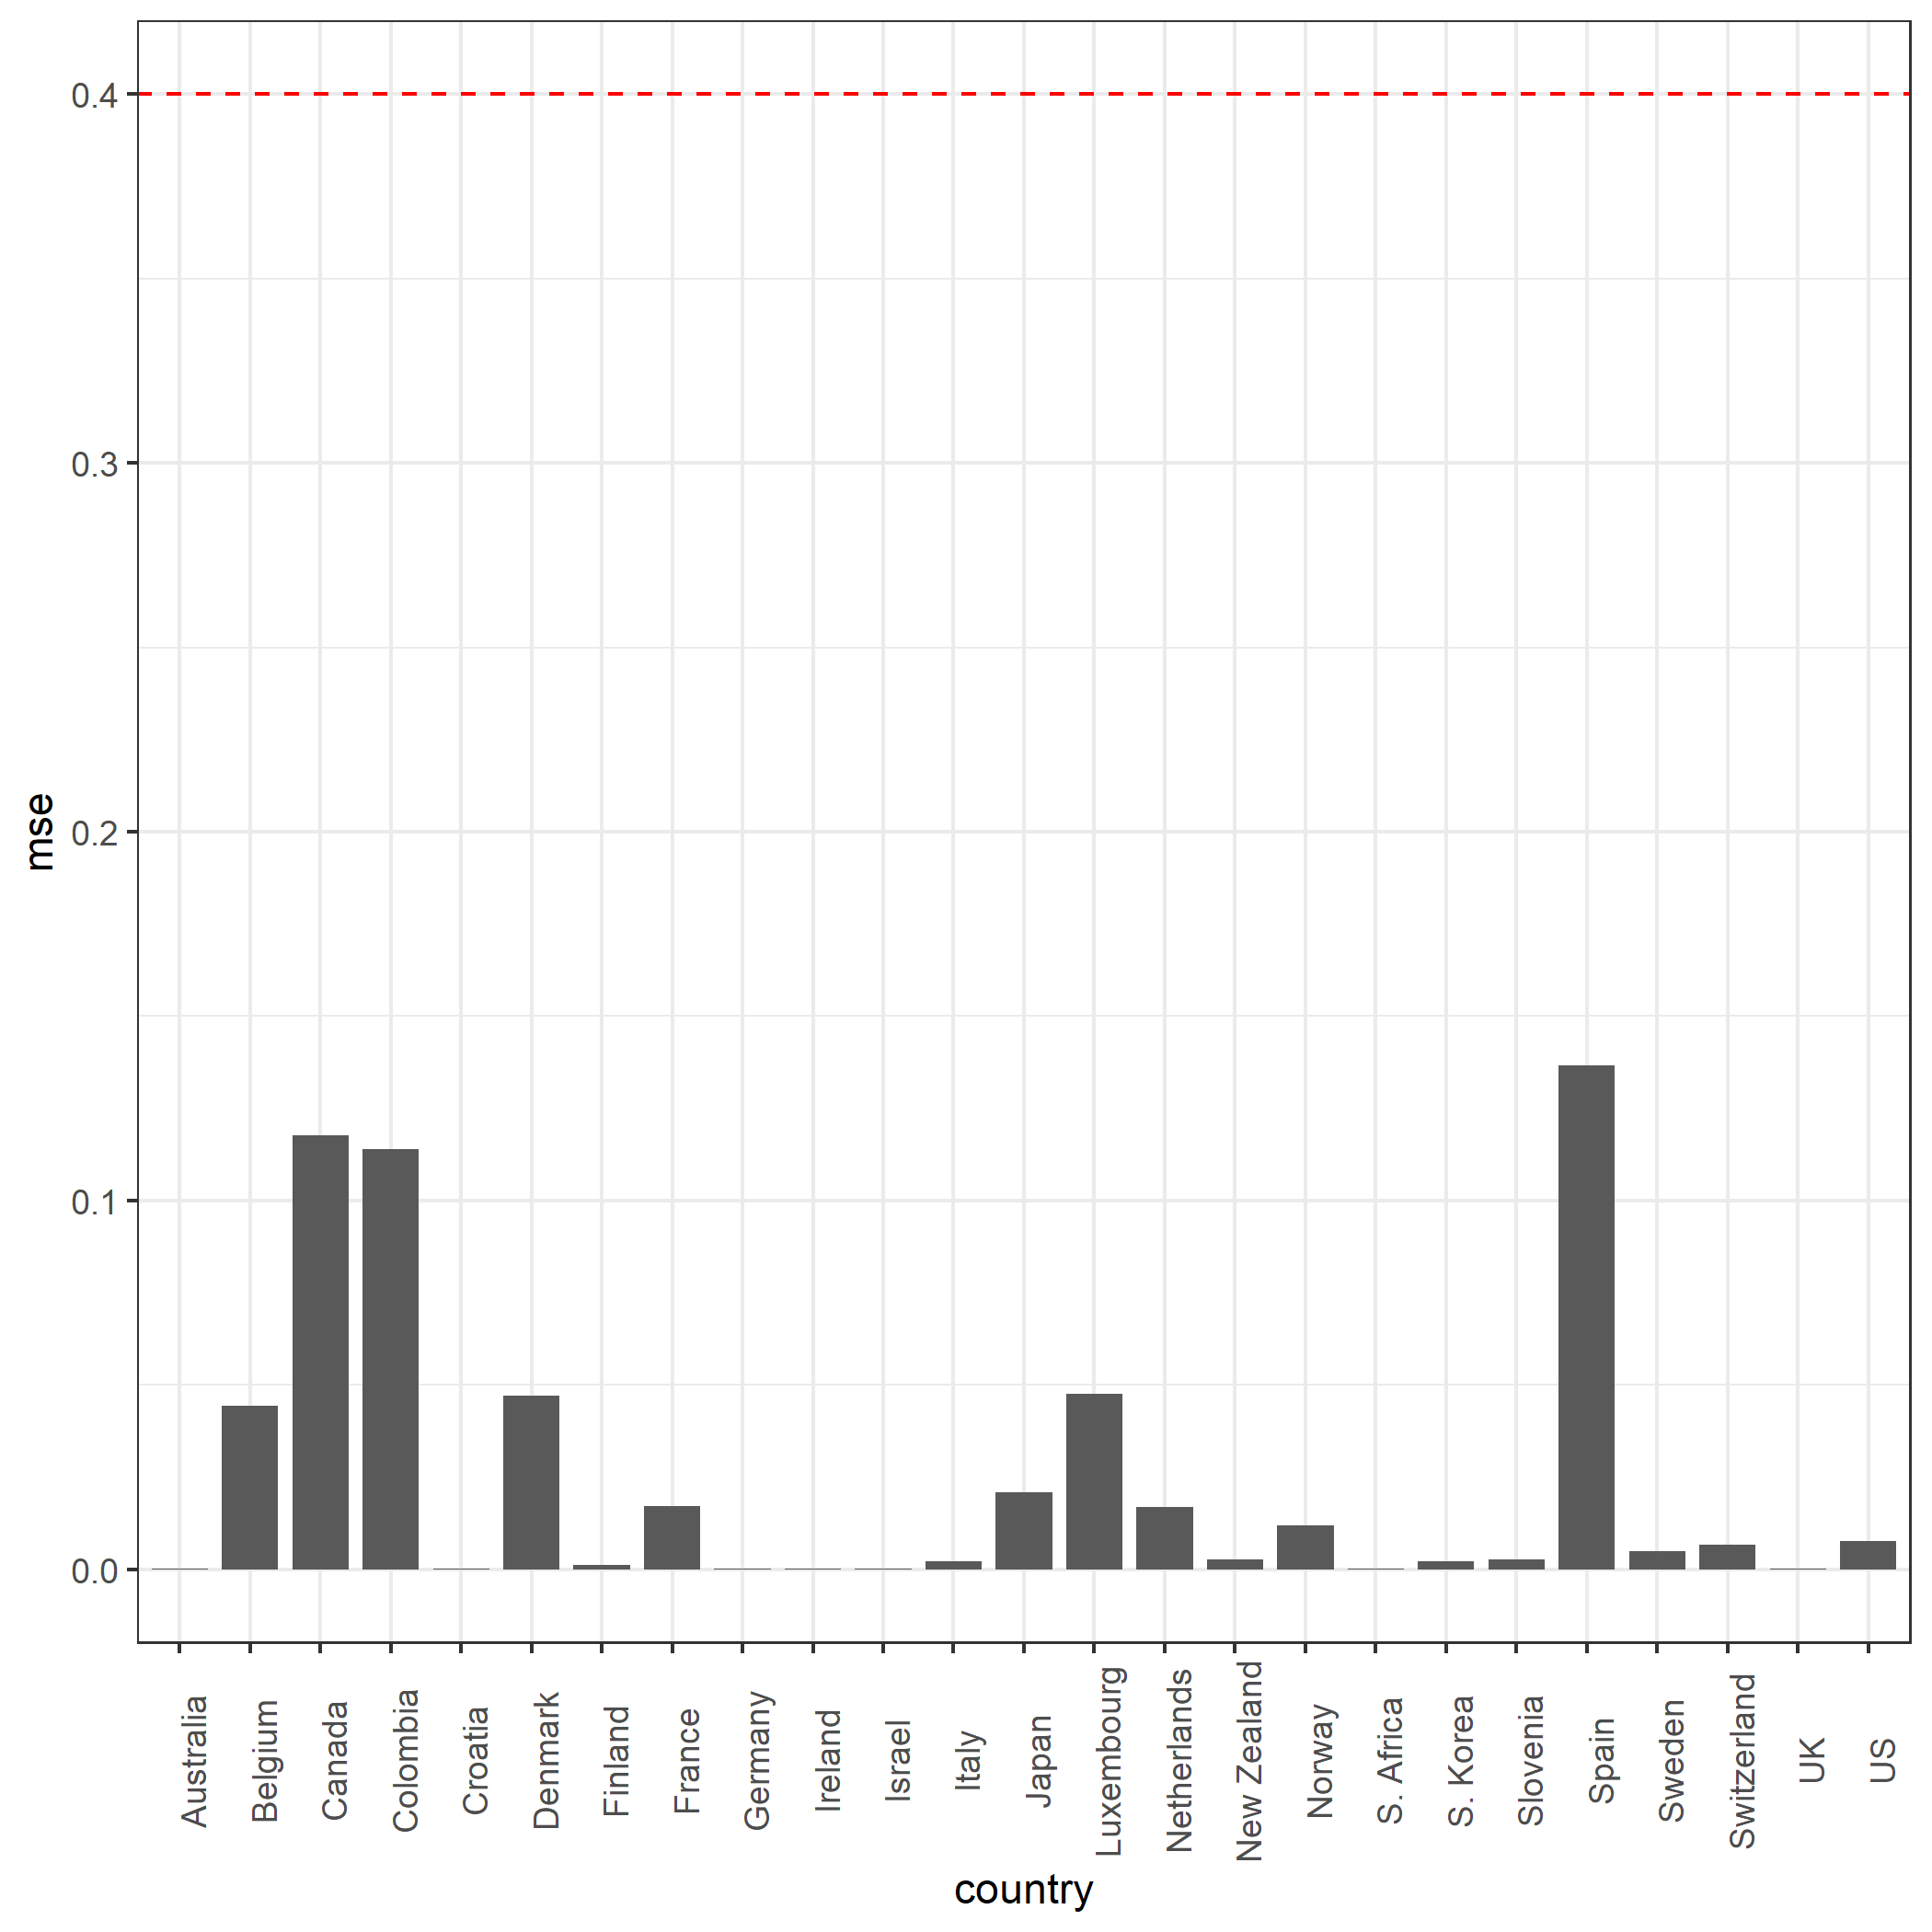 mse
0.4
0.3
0.2
0.1
0.0
Australia
Belgium
Canada
Colombia
Croatia
Denmark
Finland
France
Germany
Ireland
Israel
Italy
Japan
Luxembourg
Netherlands
New Zealand
Norway
S. Africa
S. Korea
Slovenia
Spain
Sweden
Switzerland
UK
US
country